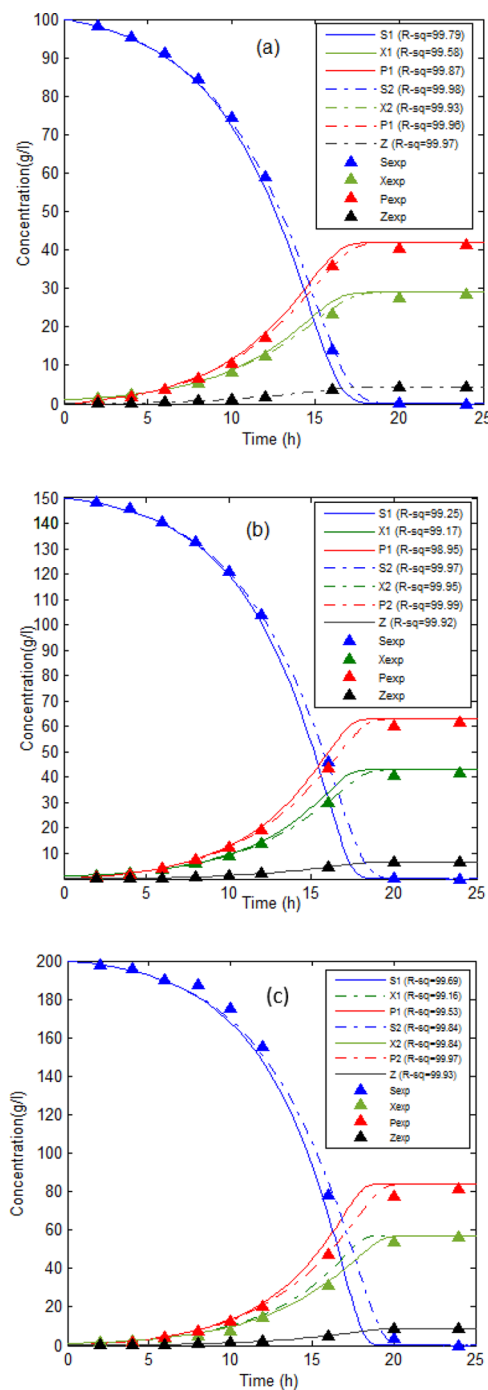 100
90
80
70
60
50
40
30
20
10
0
Concentration(g/l)
(a)
S1 (R-sq=99.79)
X1 (R-sq=99.58)
P1 (R-sq=99.87)
S2 (R-sq=99.98)
X2 (R-sq=99.93)
P1 (R-sq=99.96)
Z (R-sq=99.97)
Sexp
Xexp
Pexp
Zexp
0 5 10 15 20 25
Time (h)
150
140
130
120
110
100
90
80
70
60
50
40
30
20
10
Concentration(g/l)
(b)
S1 (R-sq=99.25)
X1 (R-sq=99.17)
P1 (R-sq=98.95)
S2 (R-sq=99.97)
X2 (R-sq=99.95)
P2 (R-sq=99.99)
Z (R-sq=99.92)
Sexp
Xexp
Pexp
Zexp
0 5 10 15 20 25
Time (h)
200
180
160
140
120
100
80
60
40
20
0
Concentration(g/l)
(c)
S1 (R-sq=99.69)
X1 (R-sq=99.16)
P1 (R-sq=99.53)
S2 (R-sq=99.84)
X2 (R-sq=99.84)
P2 (R-sq=99.97)
Z (R-sq=99.93)
Sexp
Xexp
Pexp
Zexp
0 5 10 15 20 25
Time (h)